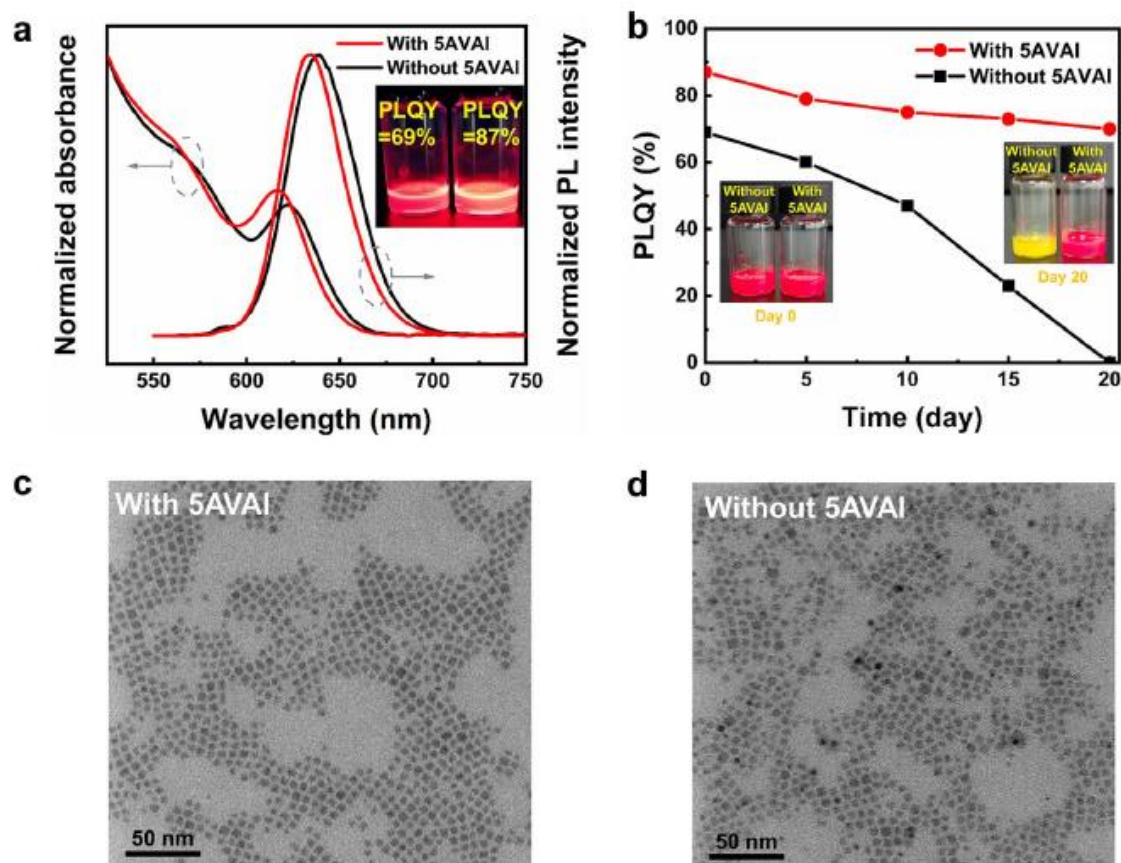 a
Normalized absorbance
With 5AVAI
Without 5AVAI
PLQY
=69%
PLQY
=87%
Normalized PL intensity
550
600
650
700
750
Wavelength (nm)
b
PLQY (%)
100
80
60
40
20
0
With 5AVAI
Without 5AVAI
Without
5AVAI
With
5AVAI
Day 0
Without
5AVAI
With
5AVAI
Day 20
0
5
10
15
20
Time (day)
c
With 5AVAI
50 nm
d
Without 5AVAI
50 nm